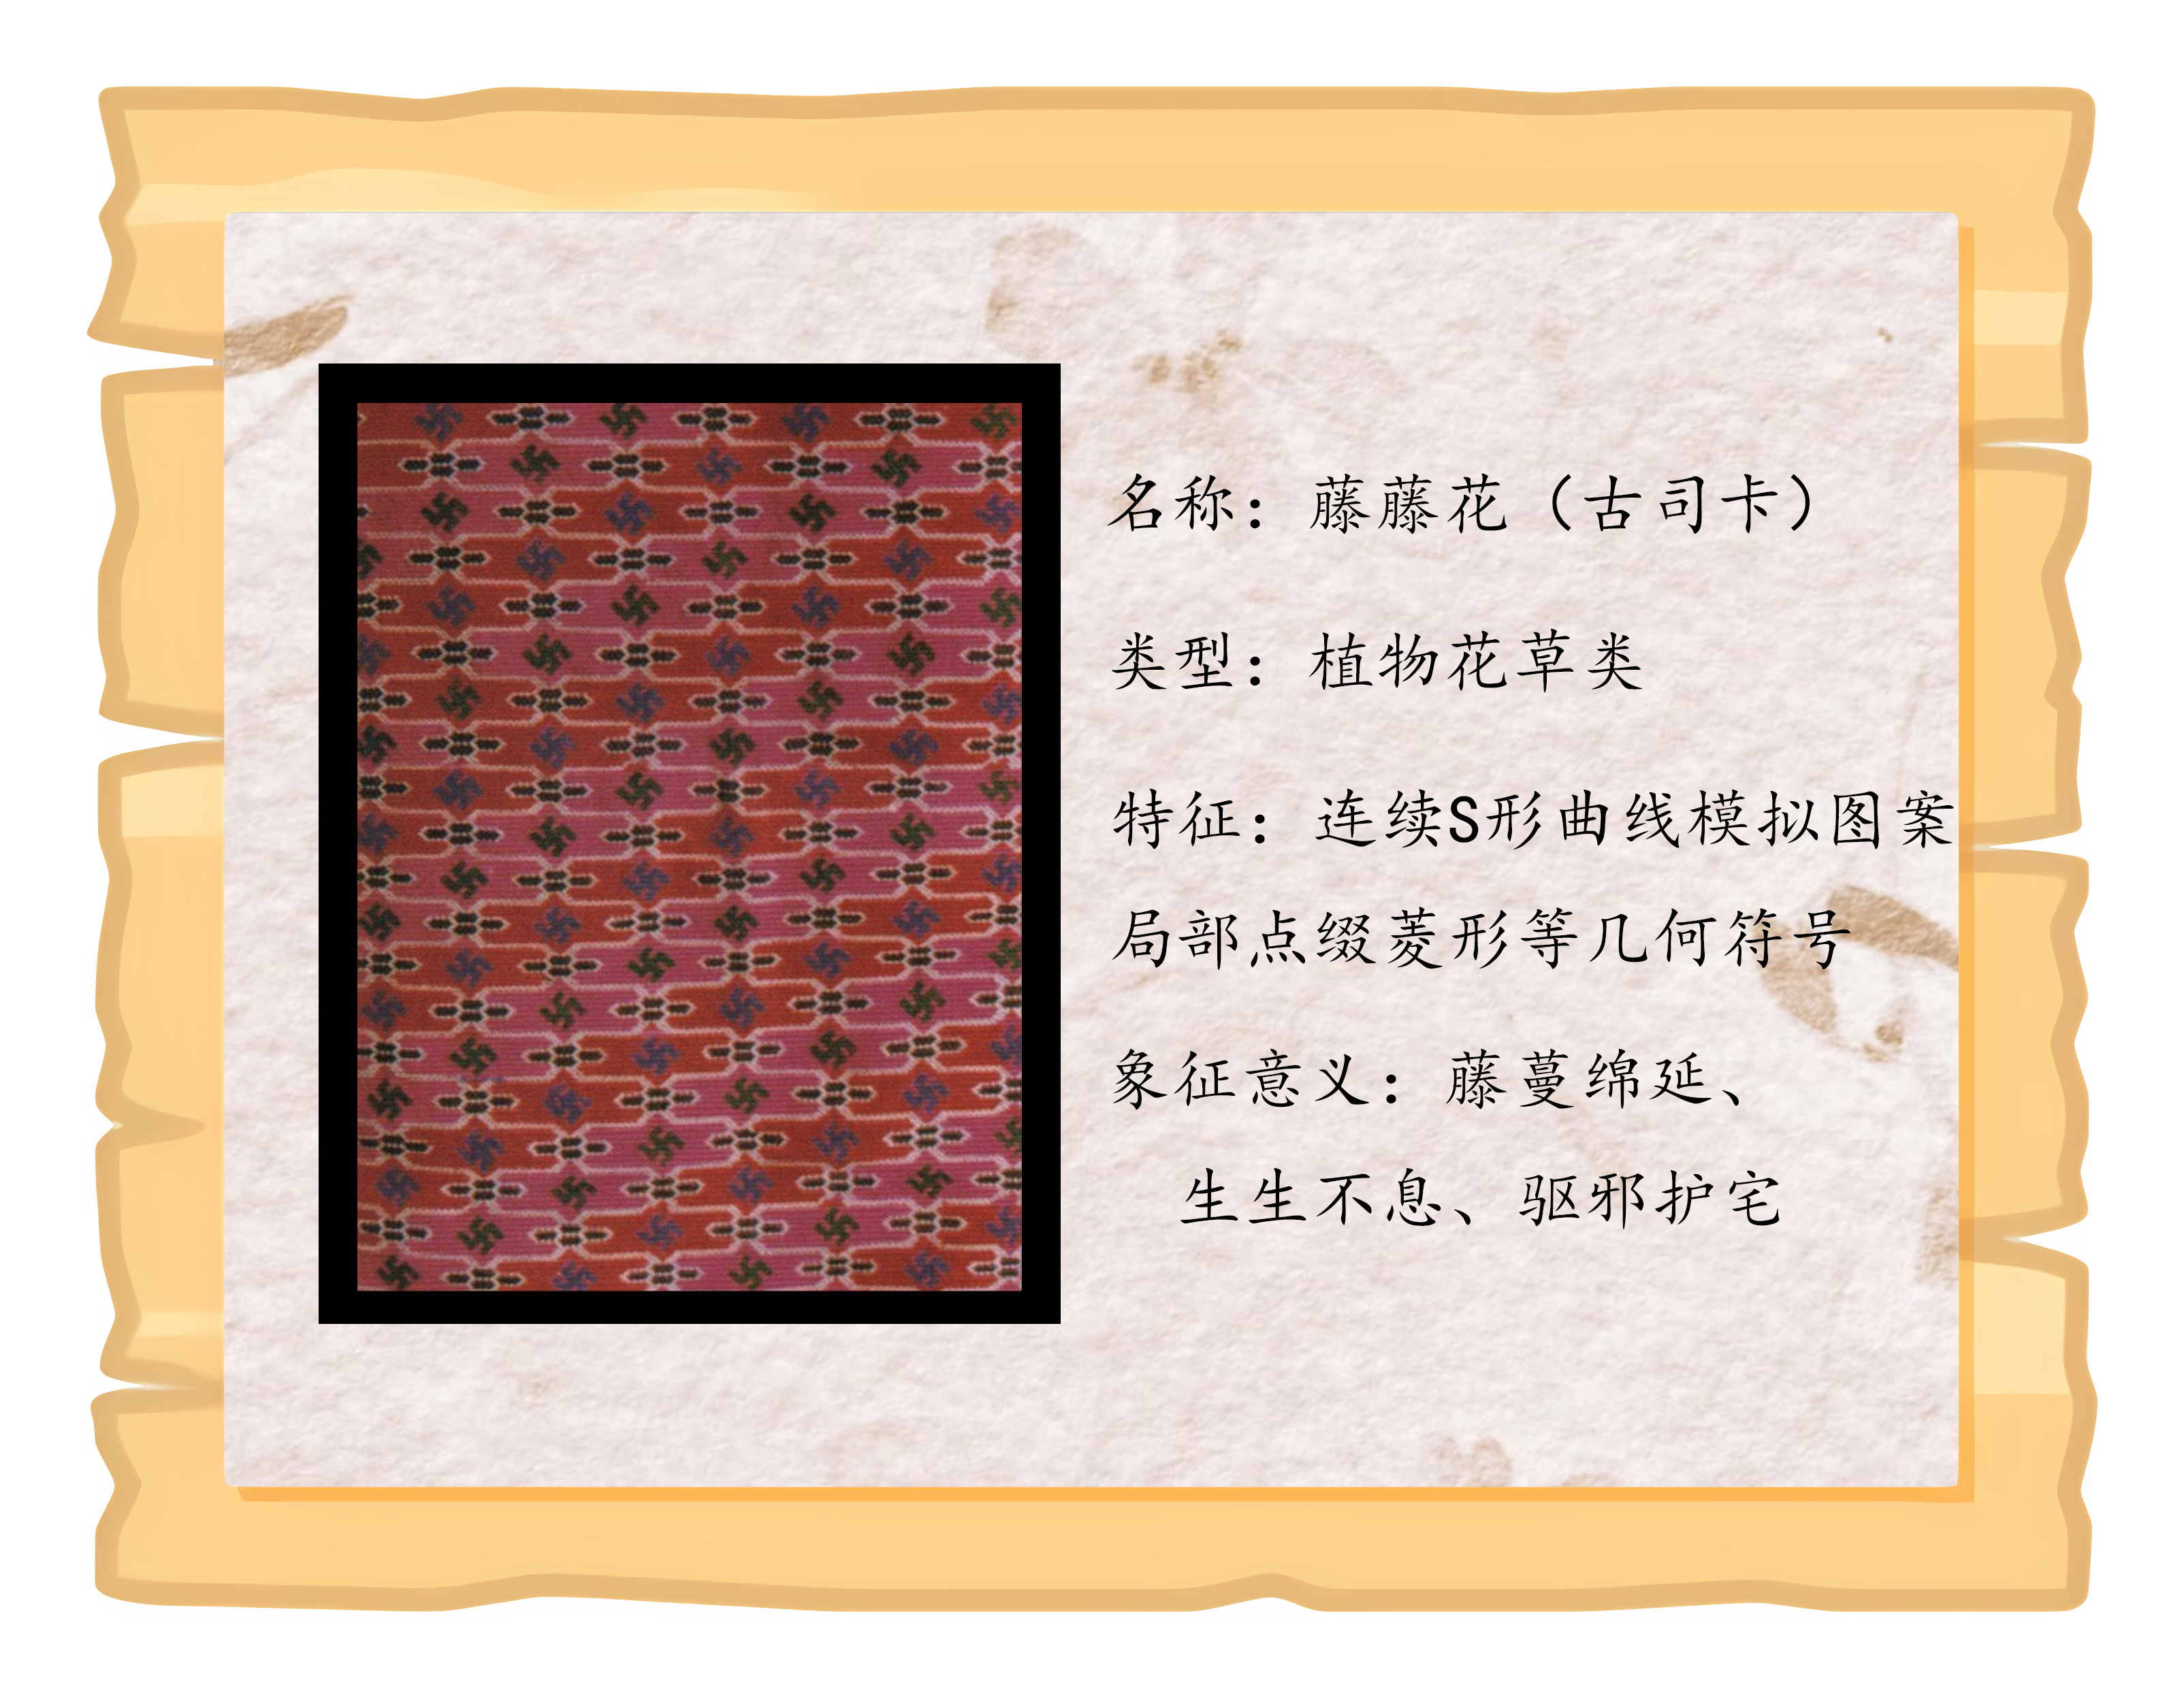 名称：藤藤花（古司卡）
类型：植物花草类
特征：连续S形曲线模拟图案
局部点缀菱形等几何符号
象征意义：藤蔓绵延、
生生不息、驱邪护宅